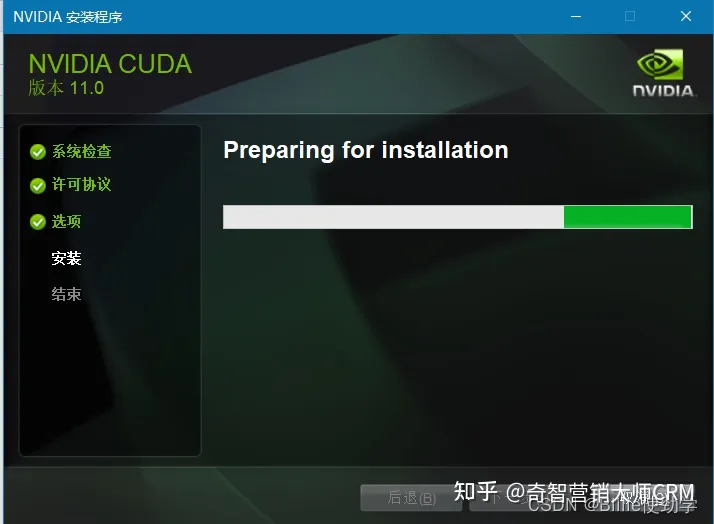 NVIDIA 安装程序
NVIDIA CUDA
版本 11.0
NVIDIA.
系统检查
许可协议
选项
安装
结束
Preparing for installation
后退(B)
知乎 @奇智营销大师CRM
CSDN @